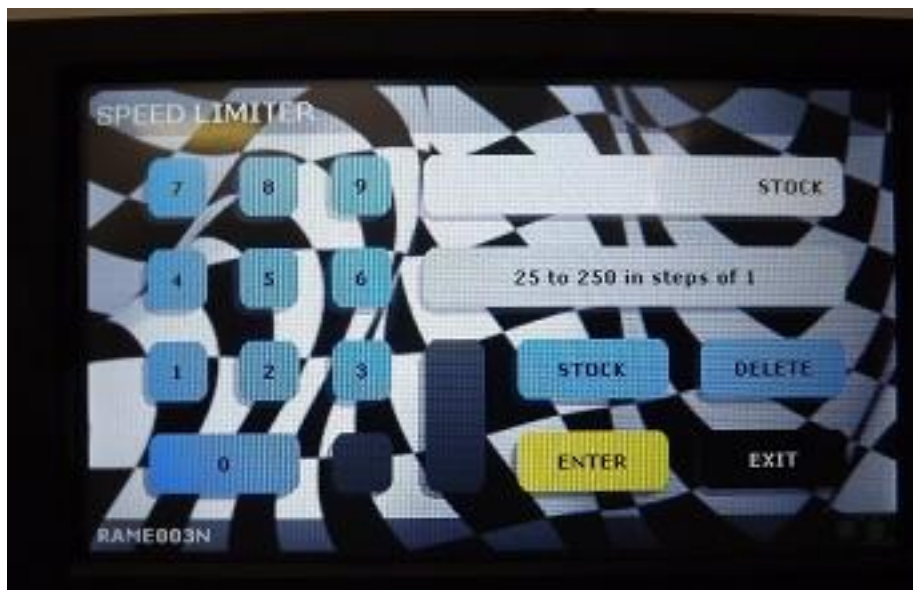 SPEED LIMITER
7 8 9 STOCK
4 5 6 25 to 250 in steps of 1
1 2 3 STOCK DELETE
0 ENTER EXIT
RAME003N